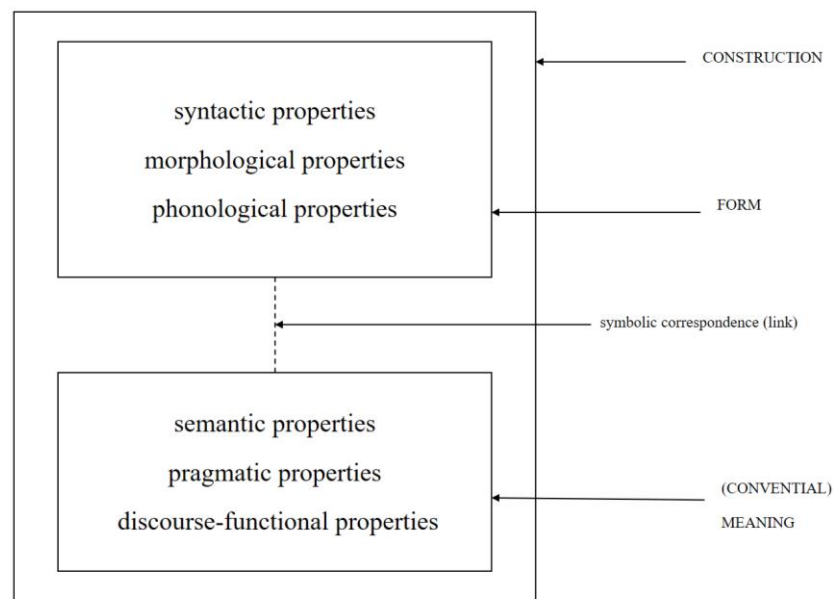 CONSTRUCTION
syntactic properties
morphological properties
phonological properties
FORM
symbolic correspondence (link)
semantic properties
pragmatic properties
discourse-functional properties
(CONVENTIAL)
MEANING